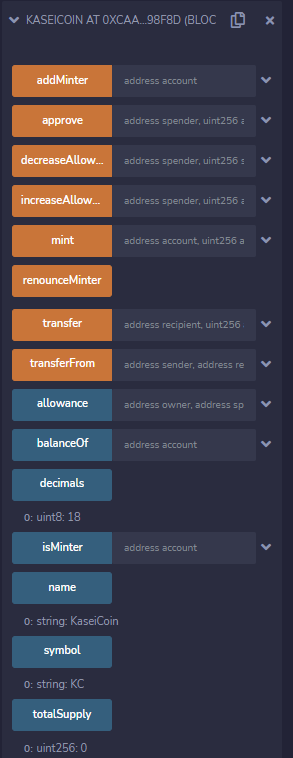 KASEICOIN AT 0XCAA...98F8D (BLOC
addMinter address account
approve address spender, uint256 a
decreaseAllow... address spender, uint256 s
increaseAllow... address spender, uint256 a
mint address account, uint256 a
renounceMinter
transfer address recipient, uint256
transferFrom address sender, address re
allowance address owner, address sp
balanceOf address account
decimals
0: uint8: 18
isMinter address account
name
0: string: KaseiCoin
symbol
0: string: KC
totalSupply
0: uint256: 0